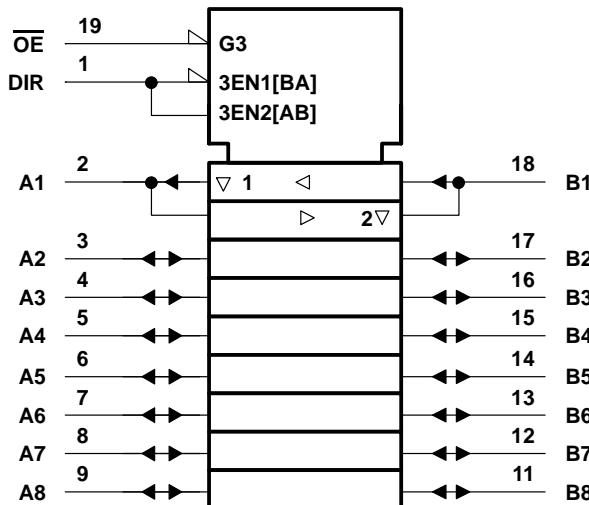 OE 19 G3
DIR 1 3EN1[BA]
3EN2[AB]
A1 2 1 18 B1
2
A2 3 17 B2
A3 4 16 B3
A4 5 15 B4
A5 6 14 B5
A6 7 13 B6
A7 8 12 B7
A8 9 11 B8